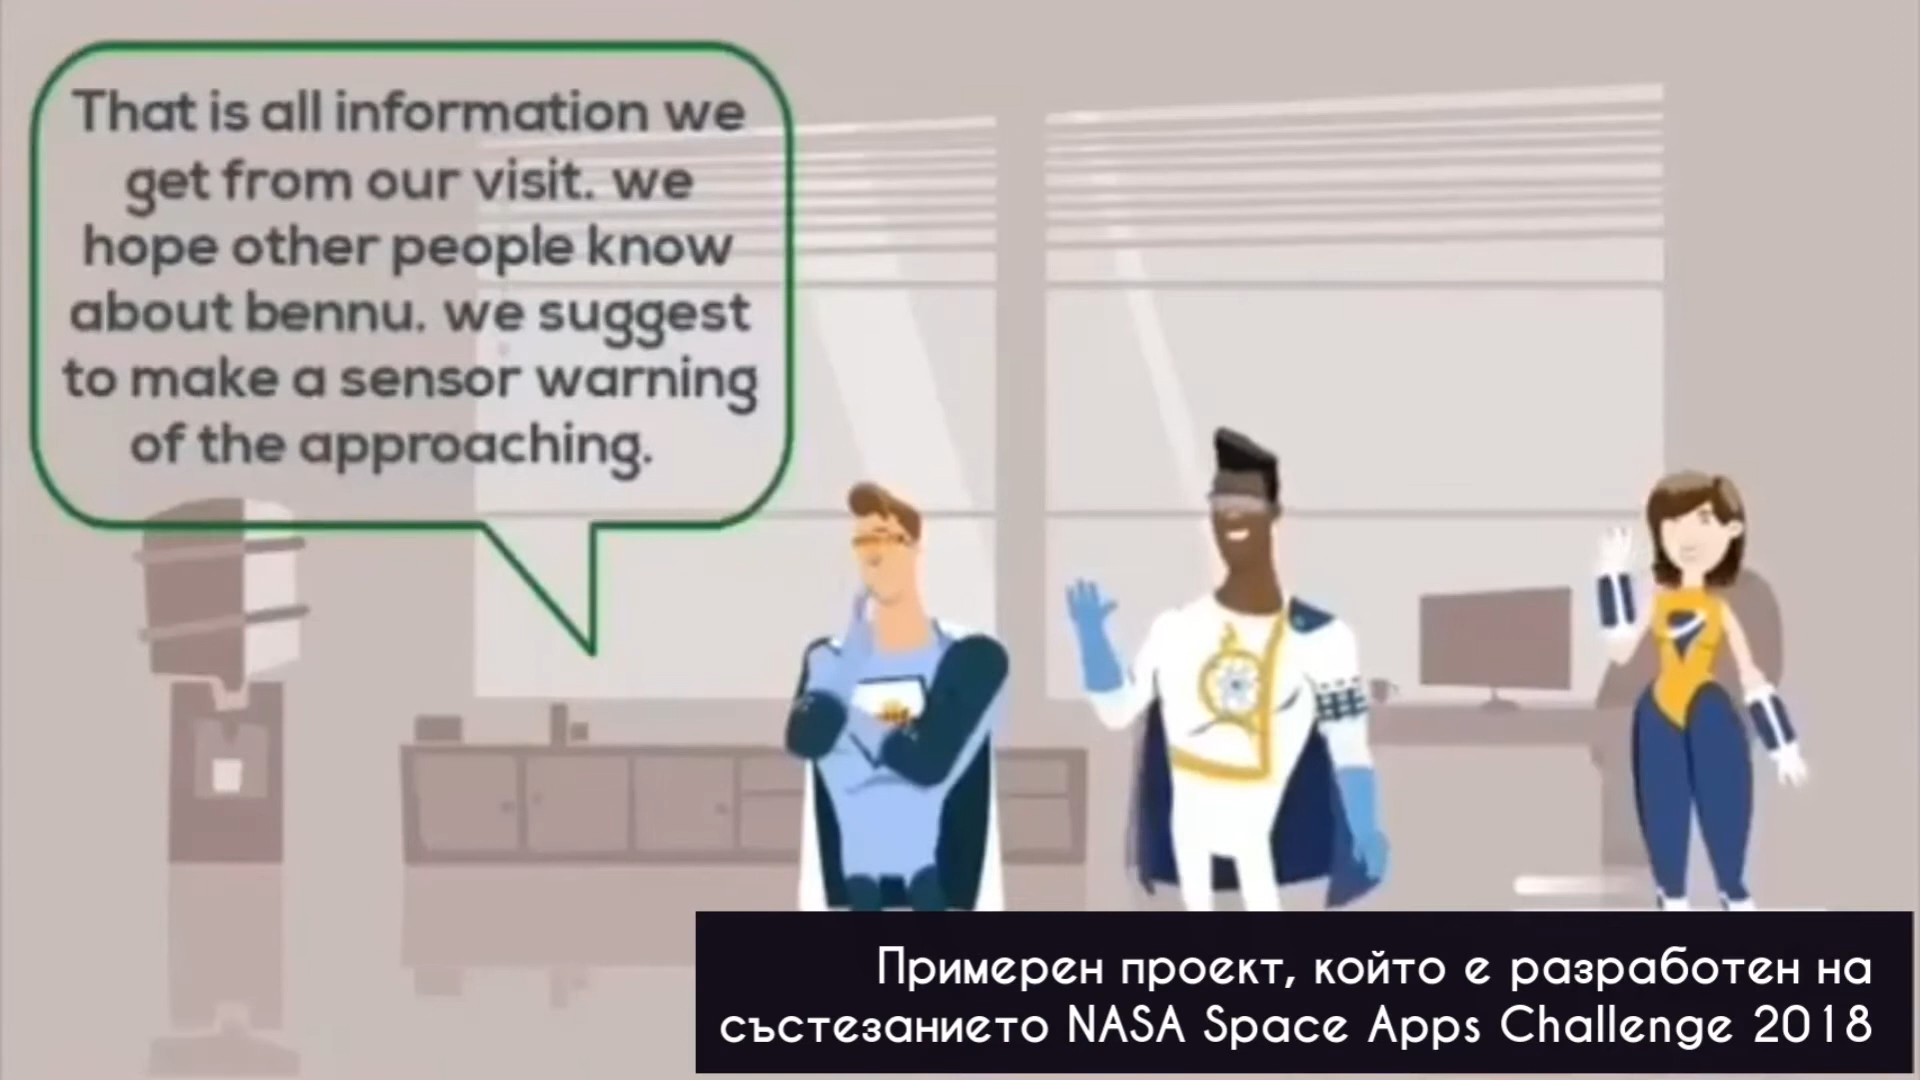 That is all information we
get from our visit. we
hope other people know
about bennu. we suggest
to make a sensor warning
of the approaching.
Примерен проект, който е разработен на
състезанието NASA Space Apps Challenge 2018